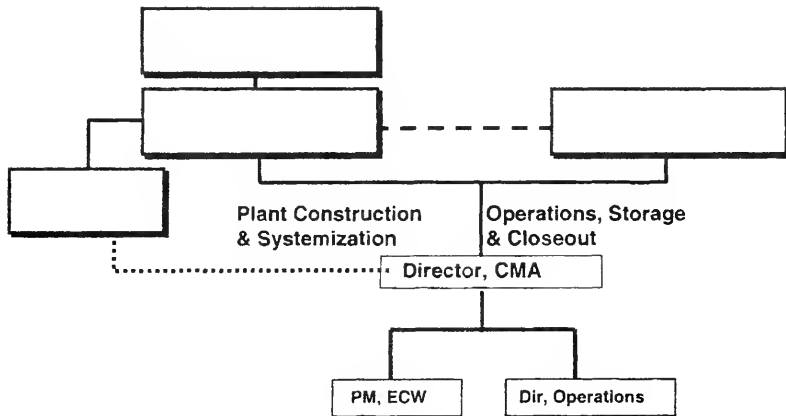 Plant Construction
& Systemization
Operations, Storage
& Closeout
Director, CMA
PM, ECW
Dir, Operations